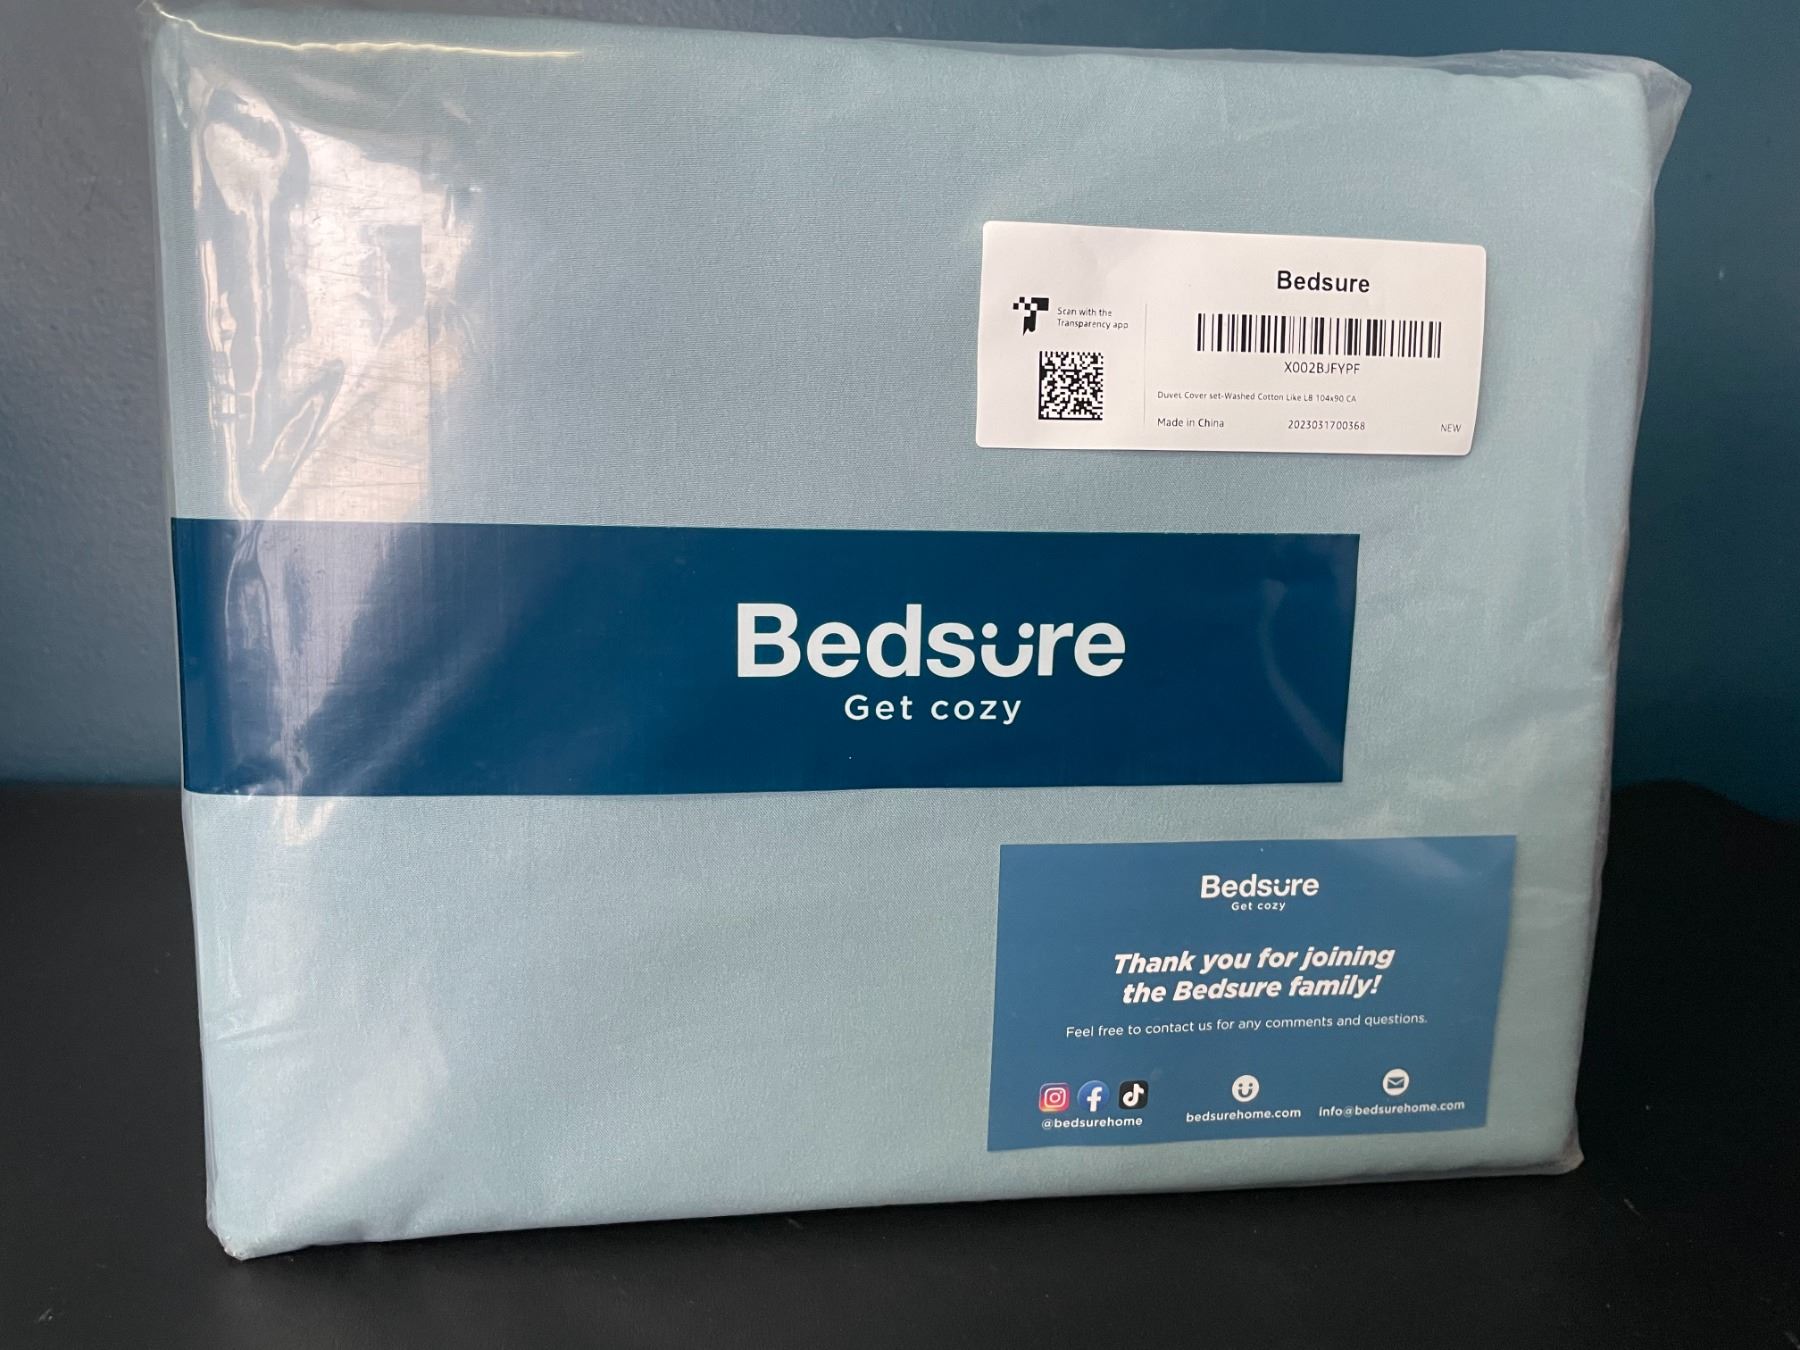 Bedsure
Scan with the
Transparency app
X002BJFYPF
Duvet Cover set-Washed Cotton Like LB 104x90 CA
Made in China 2023031700368 NEW
Bedsure
Get cozy
Bedsure
Get cozy
Thank you for joining
the Bedsure family!
Feel free to contact us for any comments and questions.
@bedsurehome bedsurehome.com info@bedsurehome.com